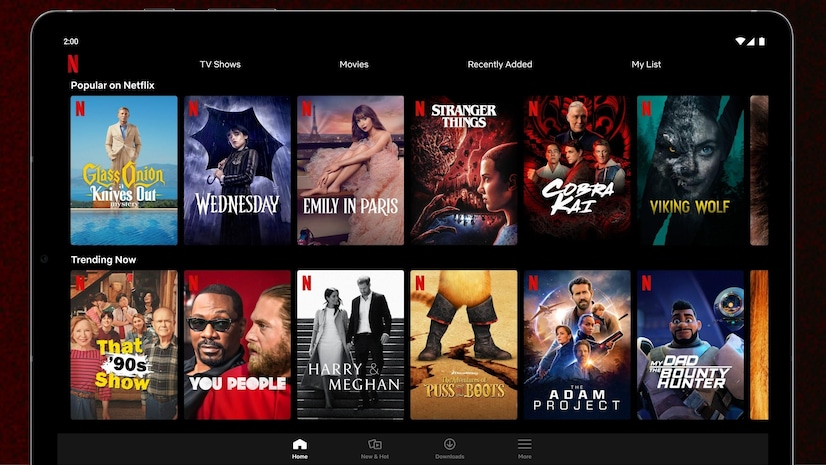 2:00
N
TV Shows
Movies
Recently Added
My List
Popular on Netflix
N
Glass Onion
a
Knives Out
mystery
N
WEDNESDAY
N
EMILY IN PARIS
N
STRANGER
THINGS
N
COBRA
KAI
N
VIKING WOLF
Trending Now
N
That
'90s
Show
N
YOU PEOPLE
N
HARRY &
MEGHAN
N
The Adventures of
PUSS IN BOOTS
N
THE
ADAM
PROJECT
N
MY DAD
THE BOUNTY
HUNTER
Home
New & Hot
Downloads
More